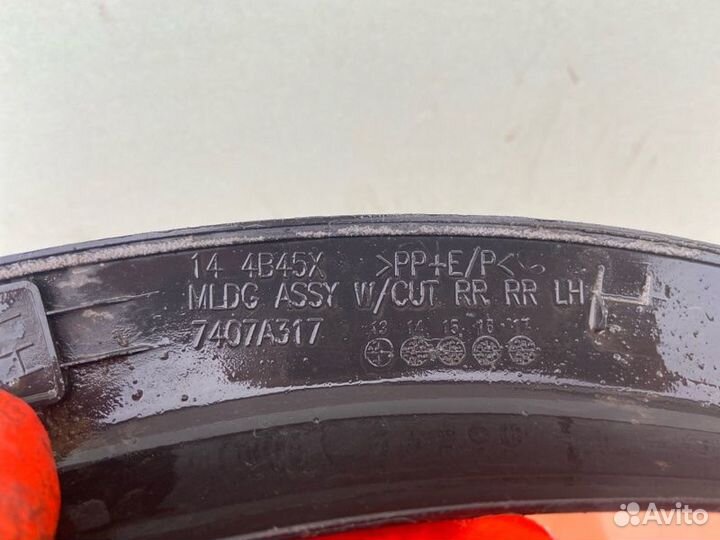 14 4B45X >PP+E/P<
MLDG ASSY W/CUT RR RR LH
7407A317 13 14 15 16 17
Avito